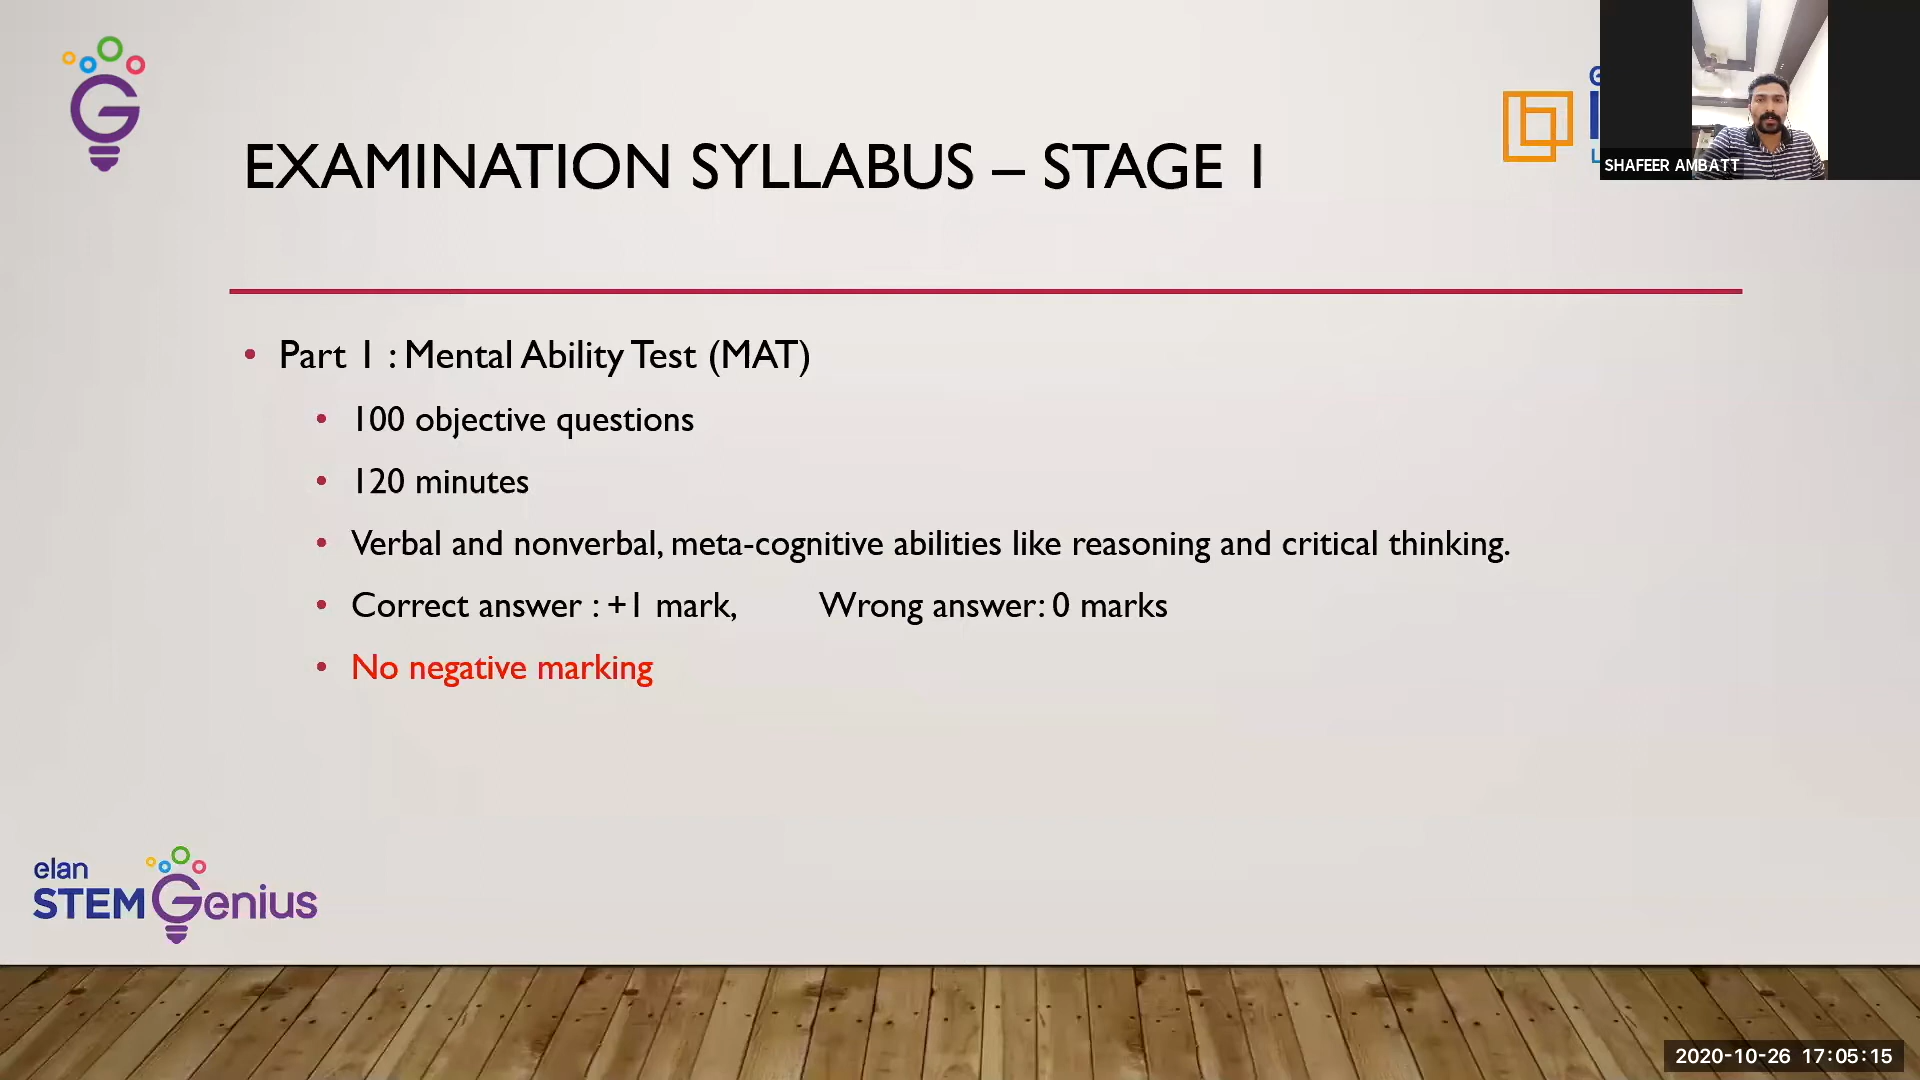 EXAMINATION SYLLABUS – STAGE 1
SHAFEER AMBATT
• Part 1 : Mental Ability Test (MAT)
• 100 objective questions
• 120 minutes
• Verbal and nonverbal, meta-cognitive abilities like reasoning and critical thinking.
• Correct answer : +1 mark, Wrong answer: 0 marks
• No negative marking
elan
STEM Genius
2020-10-26 17:05:15